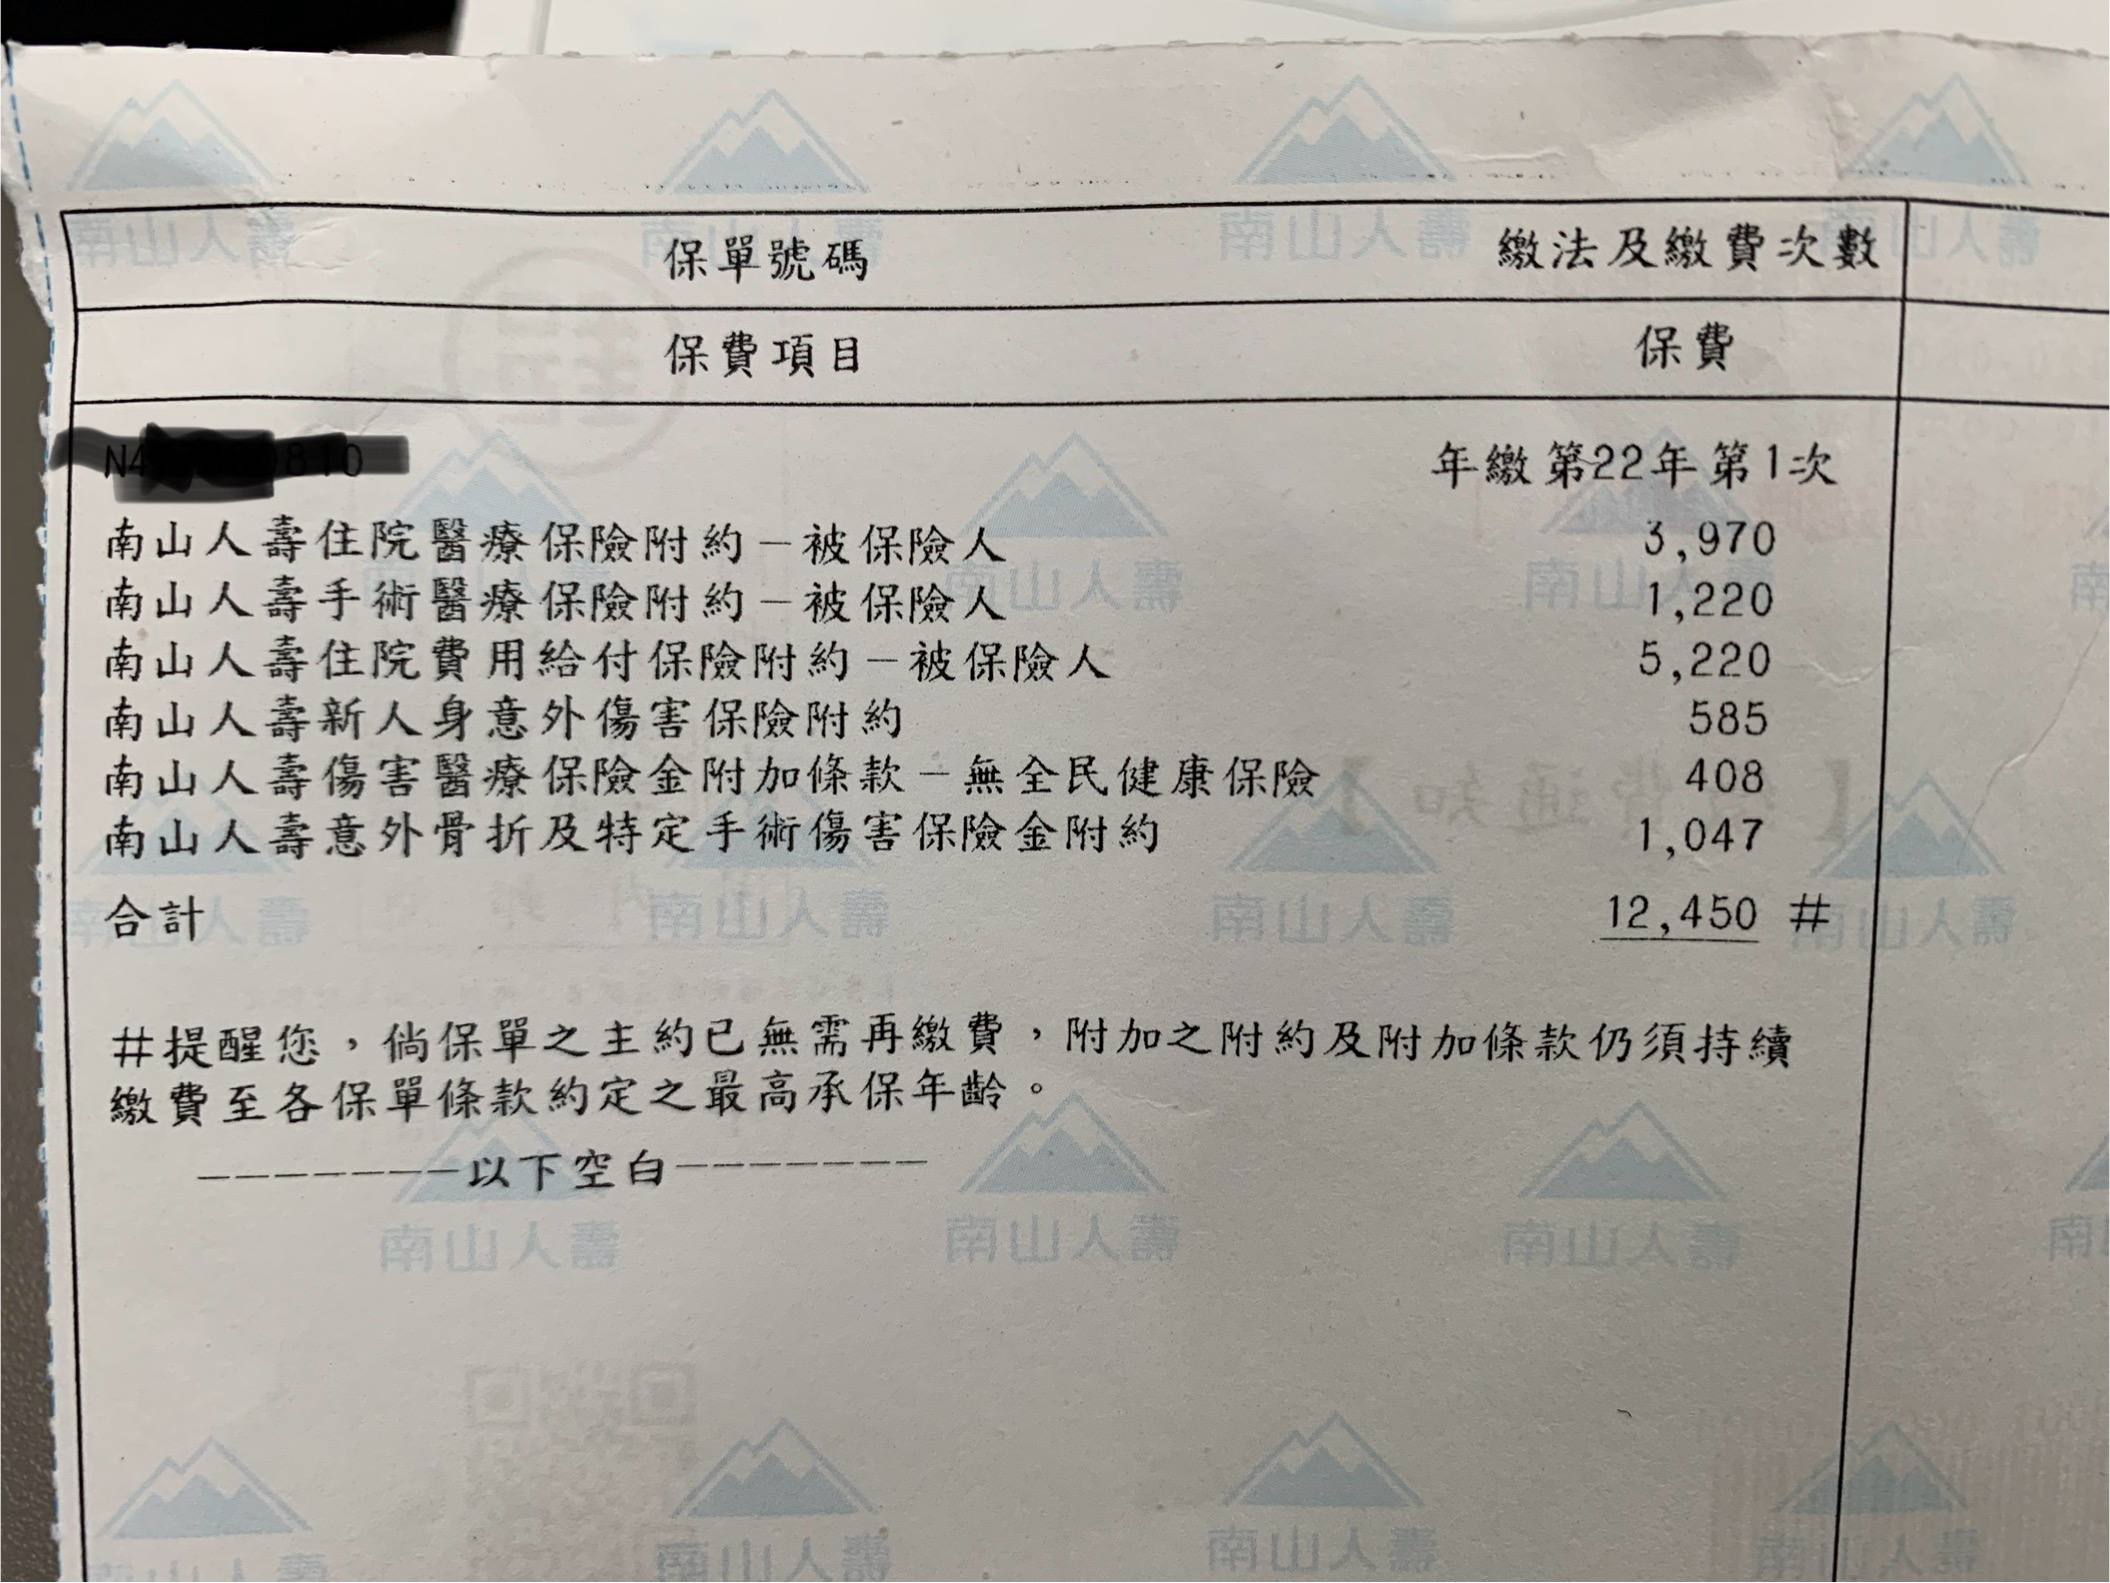 保單號碼 繳法及繳費次數
保費項目 保費
年繳第22年第1次
南山人壽住院醫療保險附約－被保險人 3,970
南山人壽手術醫療保險附約－被保險人 1,220
南山人壽住院費用給付保險附約－被保險人 5,220
南山人壽新人身意外傷害保險附約 585
南山人壽傷害醫療保險金附加條款－無全民健康保險 408
南山人壽意外骨折及特定手術傷害保險金附約 1,047
合計 12,450 #
#提醒您，倘保單之主約已無需再繳費，附加之附約及附加條款仍須持續
繳費至各保單條款約定之最高承保年齡。
-------以下空白-------
南山人壽